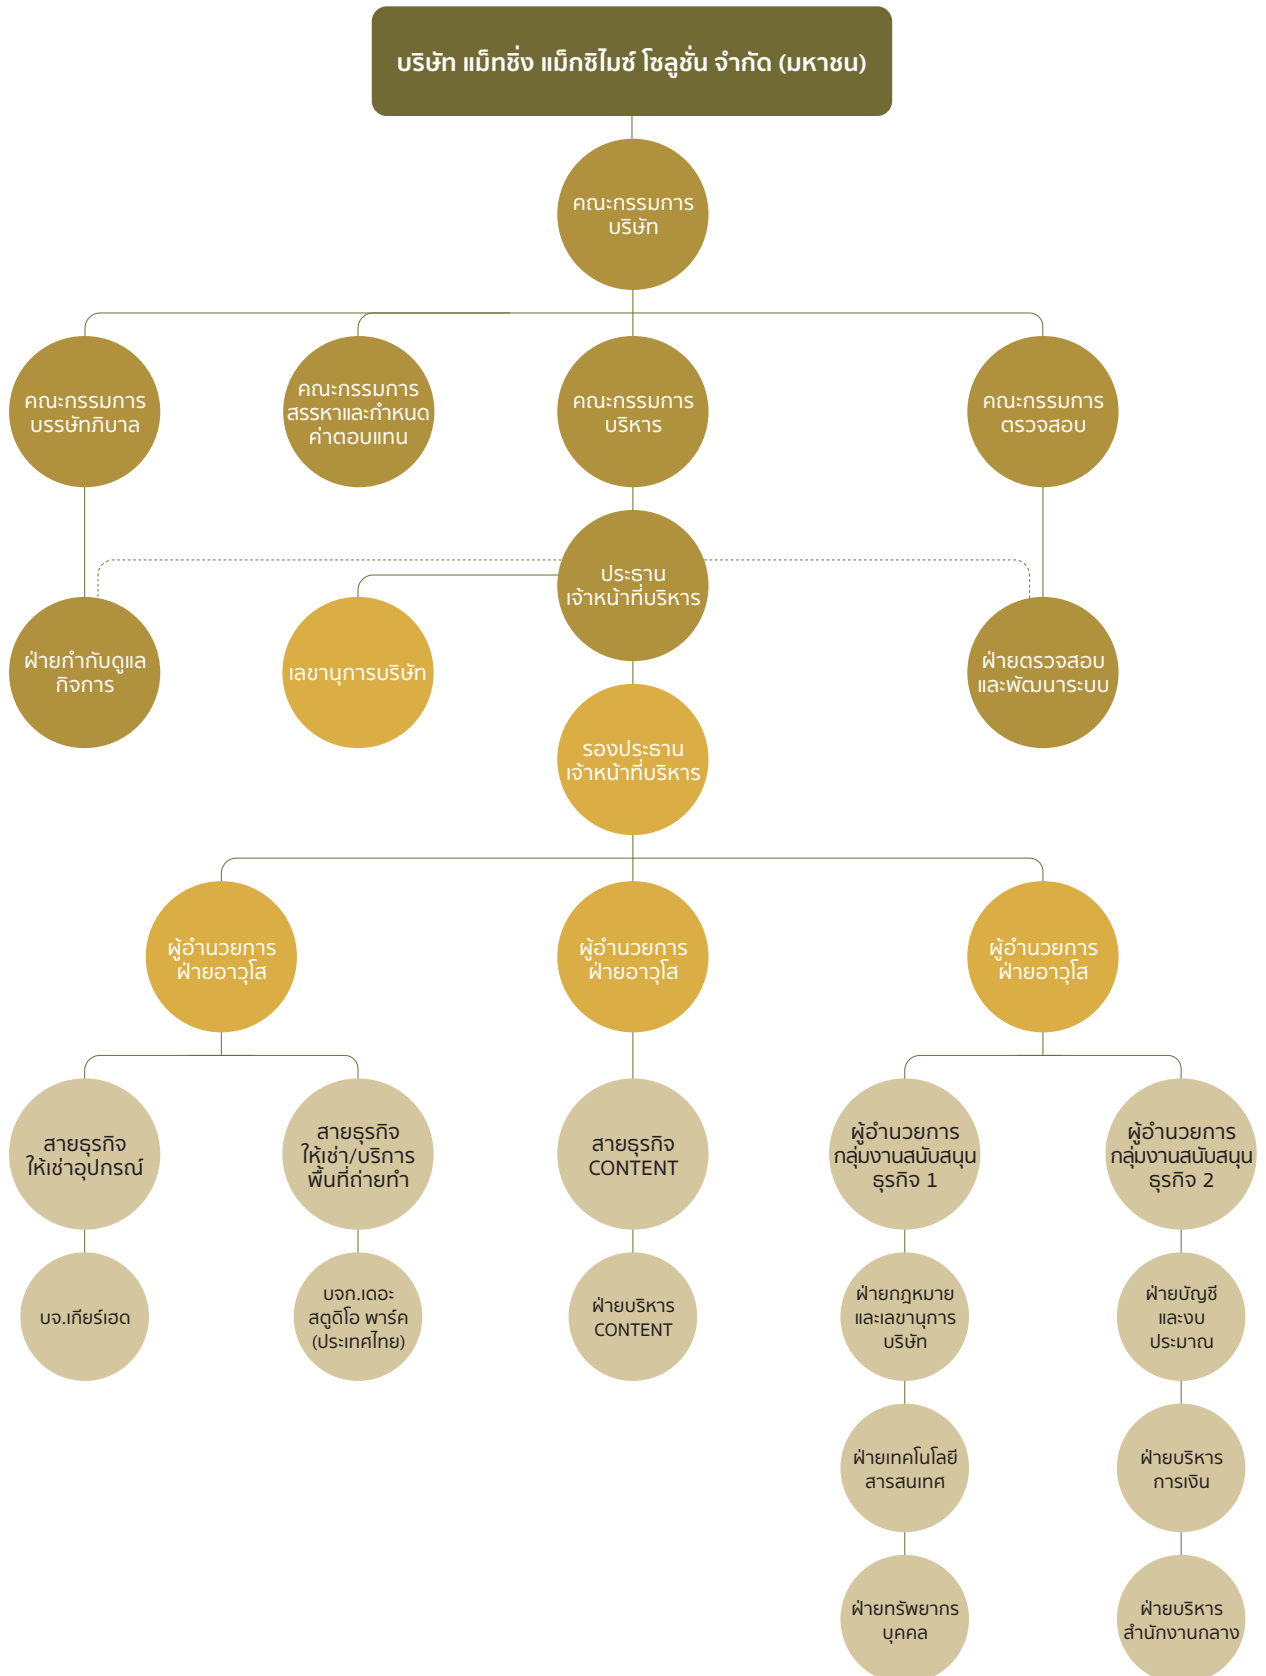 บริษัท แม็ทชิ่ง แม็กซิไมซ์ โซลูชั่น จำกัด (มหาชน)
คณะกรรมการ
บริษัท
คณะกรรมการ
บรรษัทภิบาล
คณะกรรมการ
สรรหาและกำหนด
ค่าตอบแทน
คณะกรรมการ
บริหาร
คณะกรรมการ
ตรวจสอบ
ประธาน
เจ้าหน้าที่บริหาร
ฝ่ายกำกับดูแล
กิจการ
เลขานุการบริษัท
ฝ่ายตรวจสอบ
และพัฒนาระบบ
รองประธาน
เจ้าหน้าที่บริหาร
ผู้อำนวยการ
ฝ่ายอาวุโส
ผู้อำนวยการ
ฝ่ายอาวุโส
ผู้อำนวยการ
ฝ่ายอาวุโส
สายธุรกิจ
ให้เช่าอุปกรณ์
สายธุรกิจ
ให้เช่า/บริการ
พื้นที่ถ่ายทำ
สายธุรกิจ
CONTENT
ผู้อำนวยการ
กลุ่มงานสนับสนุน
ธุรกิจ 1
ผู้อำนวยการ
กลุ่มงานสนับสนุน
ธุรกิจ 2
บจ.เกียร์เฮด
บจก.เดอะ
สตูดิโอ พาร์ค
(ประเทศไทย)
ฝ่ายบริหาร
CONTENT
ฝ่ายกฎหมาย
และเลขานุการ
บริษัท
ฝ่ายบัญชี
และงบ
ประมาณ
ฝ่ายเทคโนโลยี
สารสนเทศ
ฝ่ายบริหาร
การเงิน
ฝ่ายทรัพยากร
บุคคล
ฝ่ายบริหาร
สำนักงานกลาง